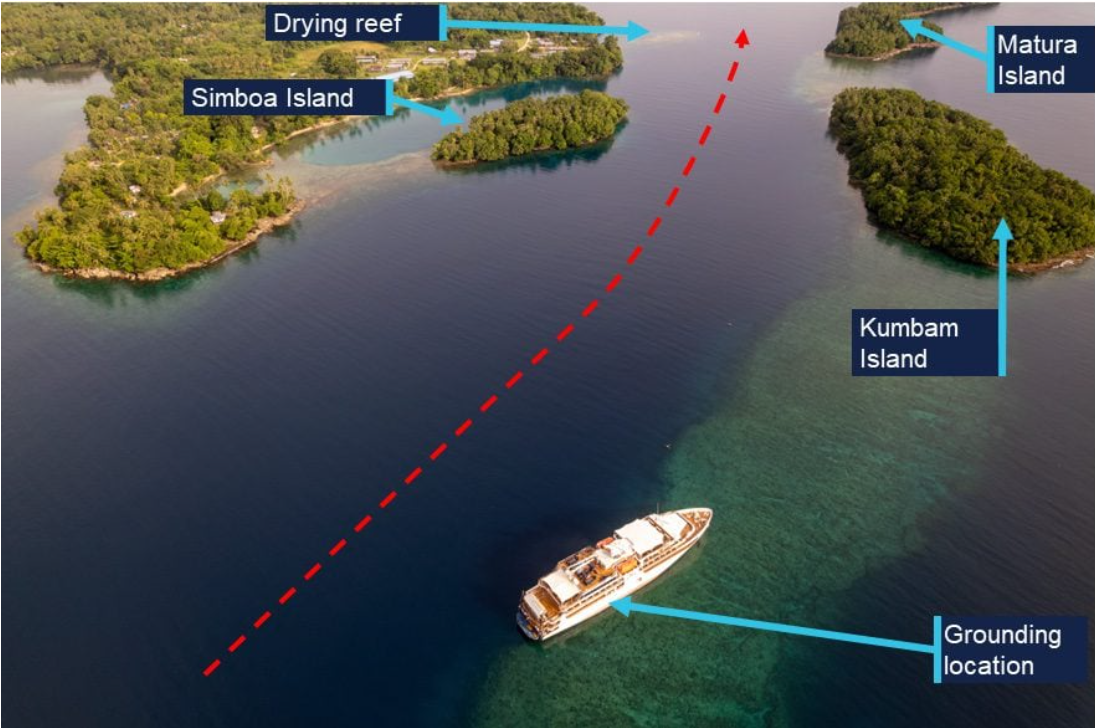 Drying reef
Matura
Island
Simboa Island
Kumbam
Island
Grounding
location